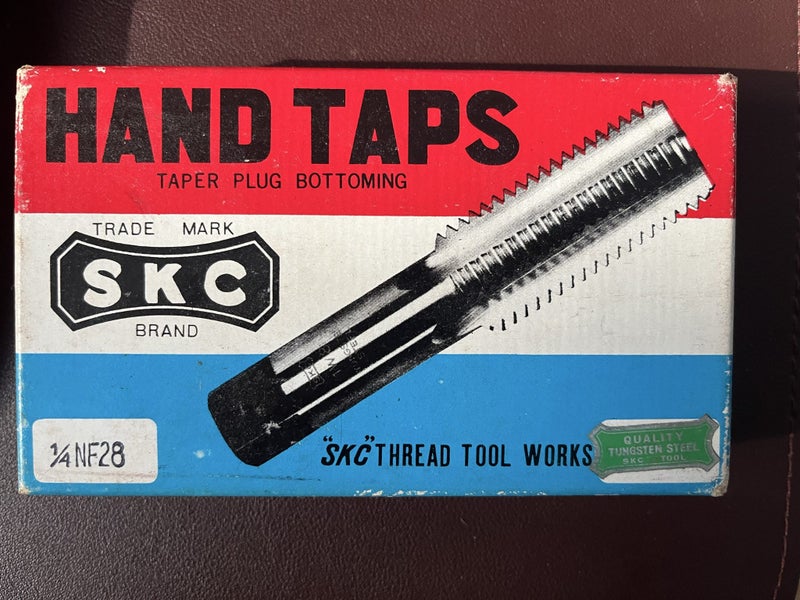 HAND TAPS
TAPER PLUG BOTTOMING
TRADE MARK
SKC
BRAND
1/4 NF28
"SKC" THREAD TOOL WORKS
QUALITY
TUNGSTEN STEEL
SKC TOOL